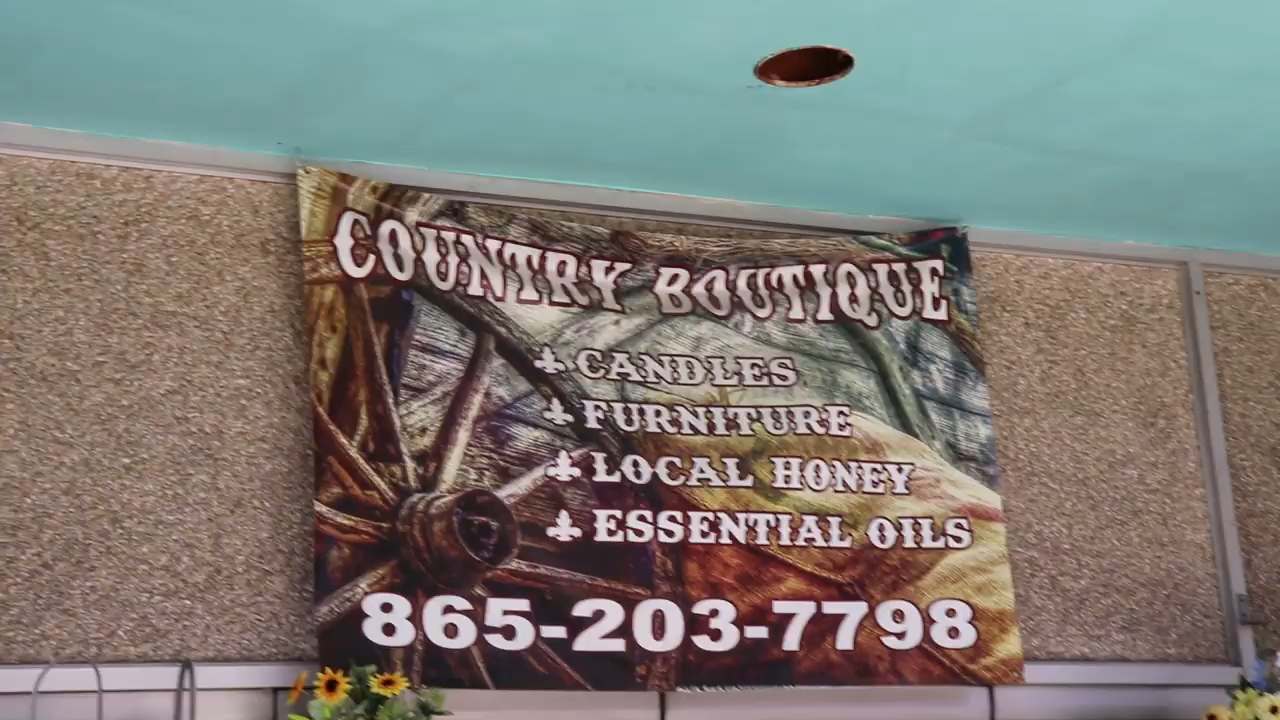 COUNTRY BOUTIQUE
CANDLES
FURNITURE
LOCAL HONEY
ESSENTIAL OILS
865-203-7798